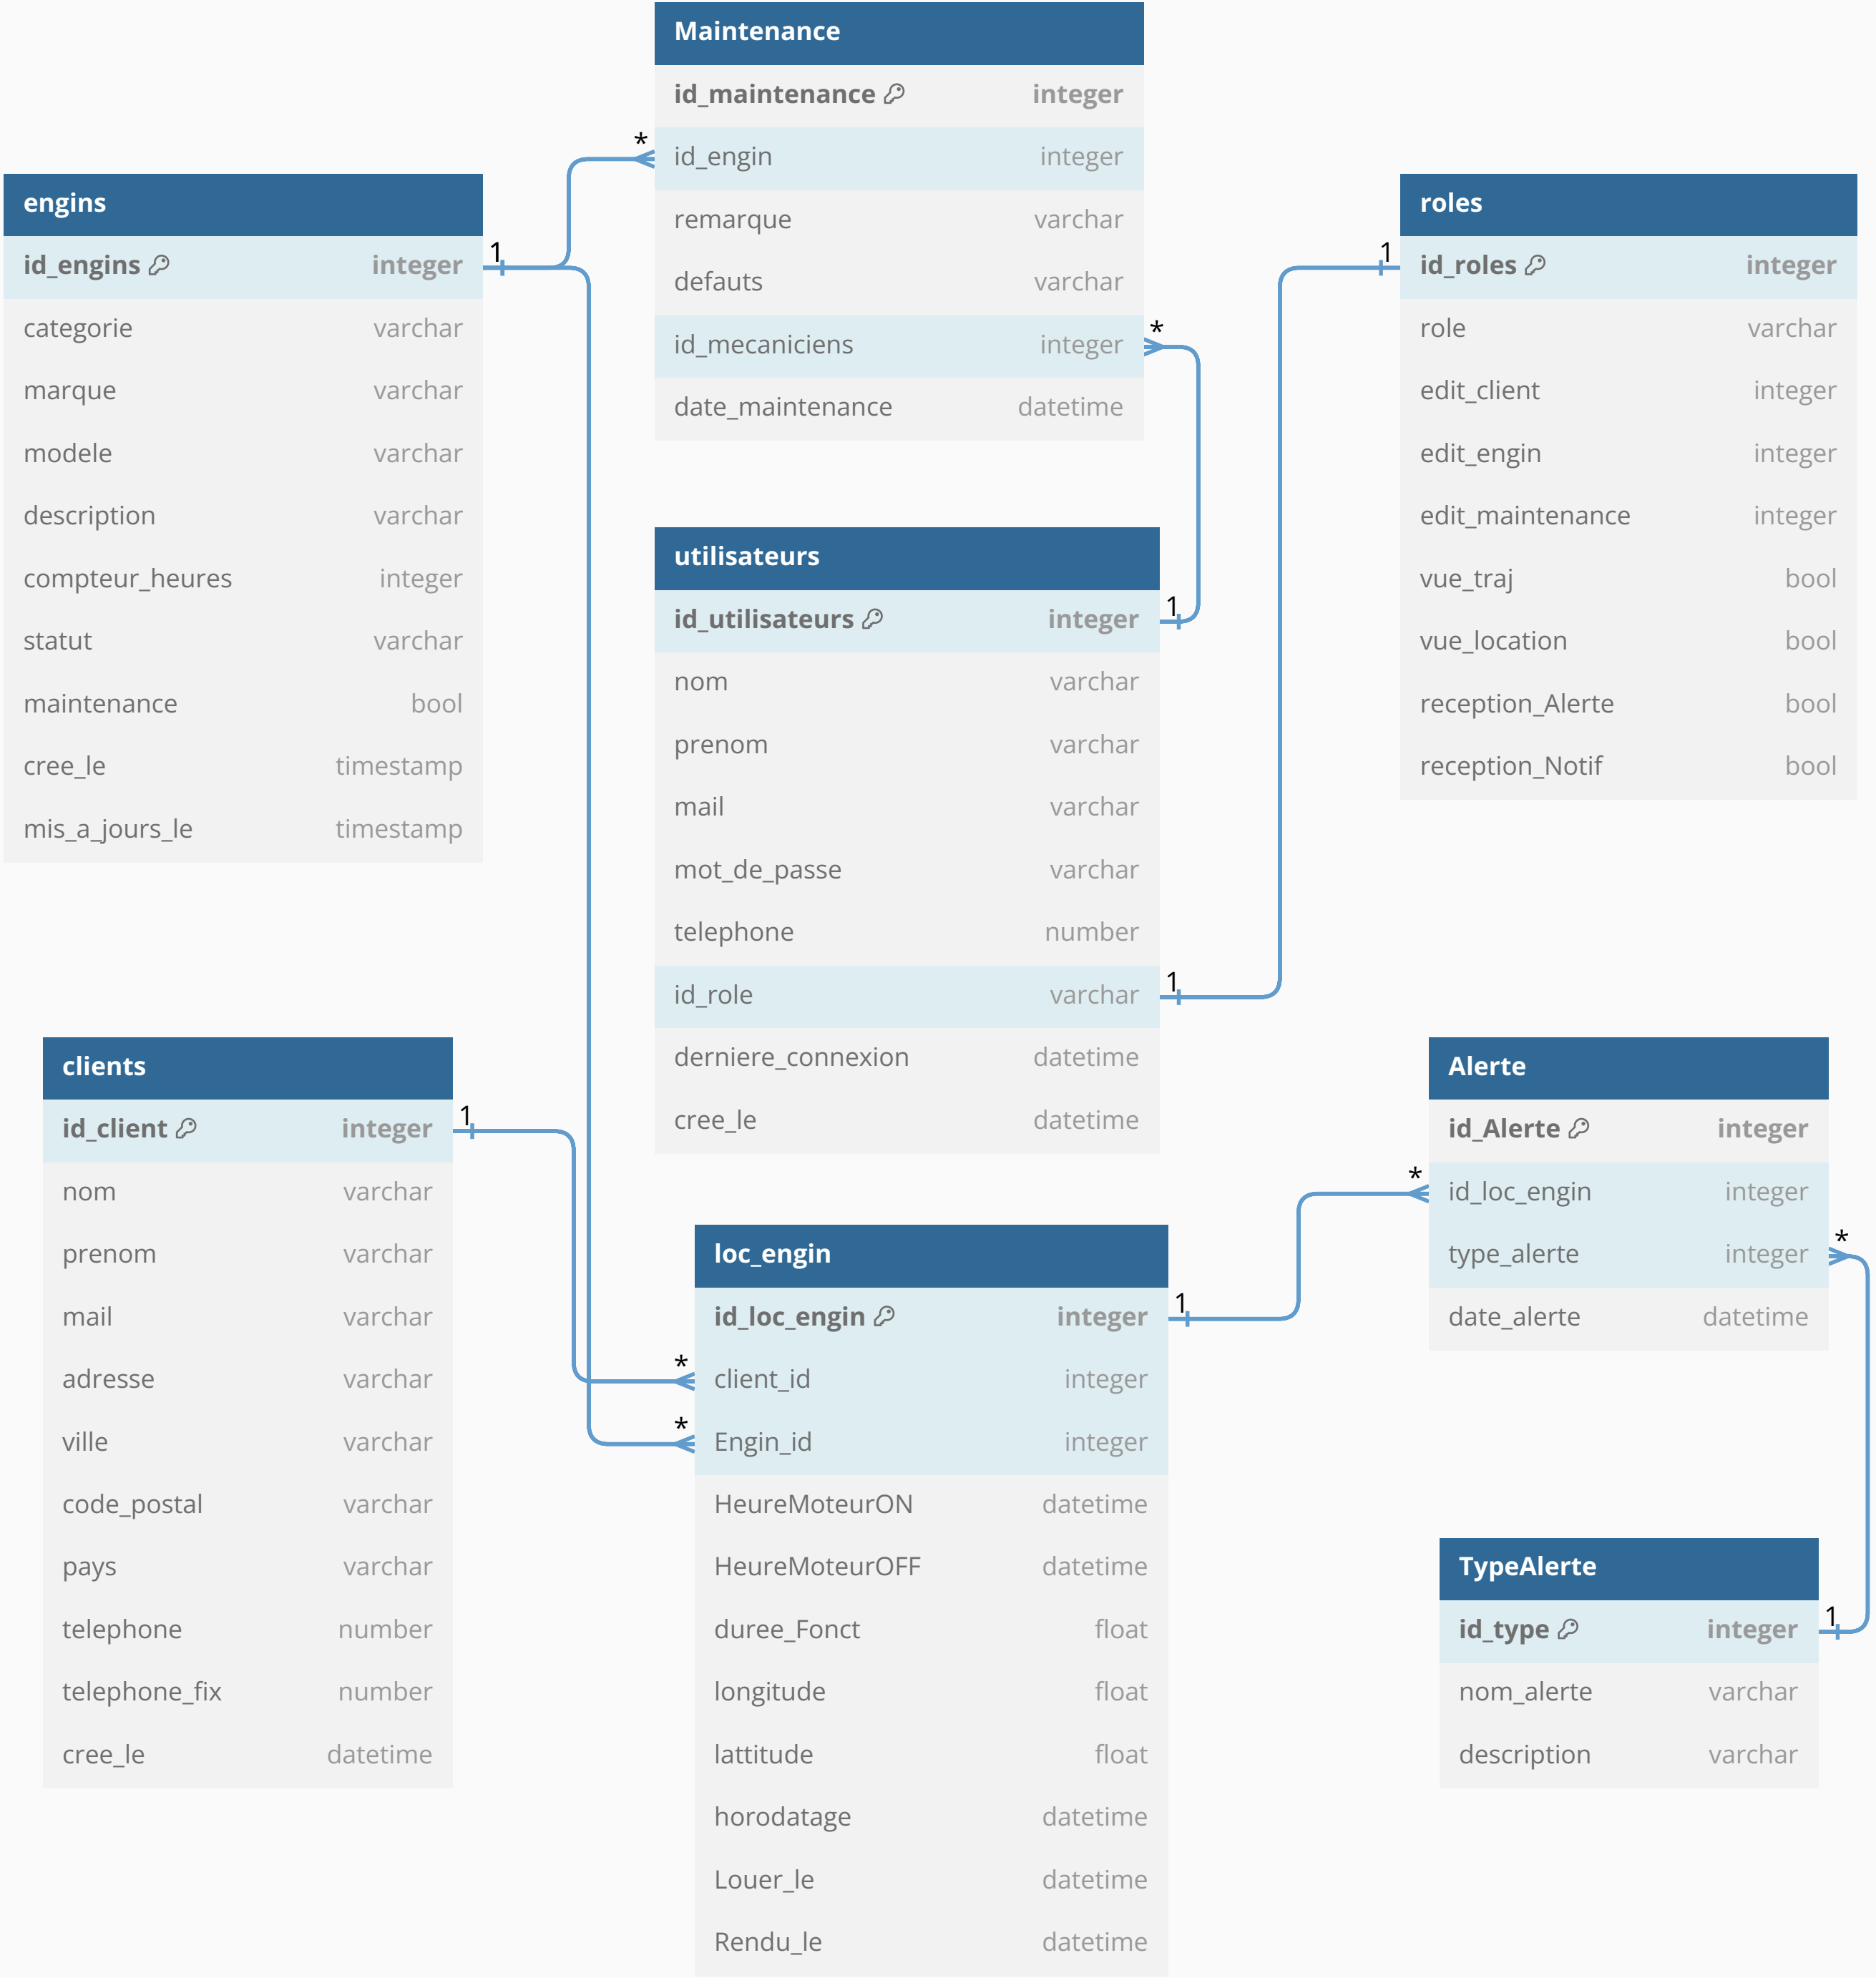 Maintenance
id_maintenance integer
* id_engin integer
remarque varchar
defauts varchar
id_mecaniciens integer *
date_maintenance datetime
engins
id_engins integer 1
categorie varchar
marque varchar
modele varchar
description varchar
compteur_heures integer
statut varchar
maintenance bool
cree_le timestamp
mis_a_jours_le timestamp
roles
1 id_roles integer
role varchar
edit_client integer
edit_engin integer
edit_maintenance integer
vue_traj bool
vue_location bool
reception_Alerte bool
reception_Notif bool
utilisateurs
id_utilisateurs integer 1
nom varchar
prenom varchar
mail varchar
mot_de_passe varchar
telephone number
id_role varchar 1
derniere_connexion datetime
cree_le datetime
clients
id_client integer 1
nom varchar
prenom varchar
mail varchar
adresse varchar
ville varchar
code_postal varchar
pays varchar
telephone number
telephone_fix number
cree_le datetime
loc_engin
id_loc_engin integer 1
* client_id integer
* Engin_id integer
HeureMoteurON datetime
HeureMoteurOFF datetime
duree_Fonct float
longitude float
lattitude float
horodatage datetime
Louer_le datetime
Rendu_le datetime
Alerte
id_Alerte integer
* id_loc_engin integer
type_alerte integer *
date_alerte datetime
TypeAlerte
id_type integer 1
nom_alerte varchar
description varchar